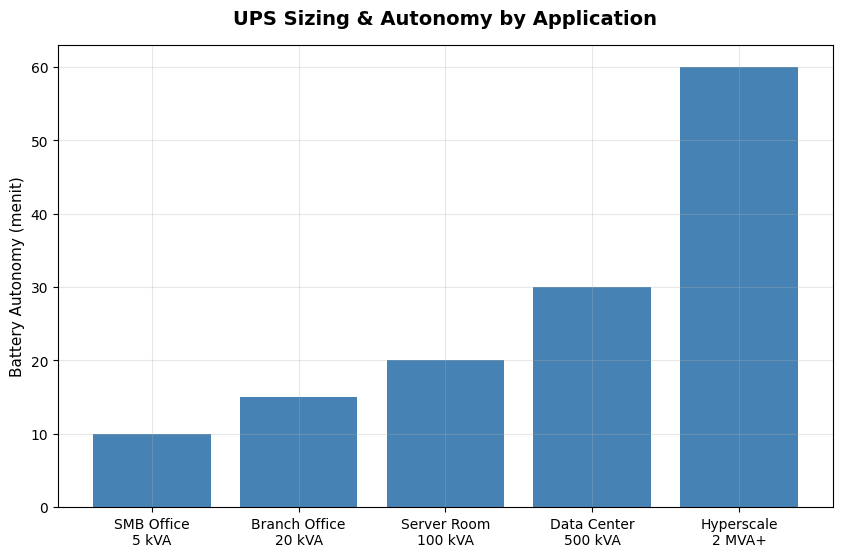 UPS Sizing & Autonomy by Application
Battery Autonomy (menit)
60
50
40
30
20
10
0
SMB Office
5 kVA
Branch Office
20 kVA
Server Room
100 kVA
Data Center
500 kVA
Hyperscale
2 MVA+